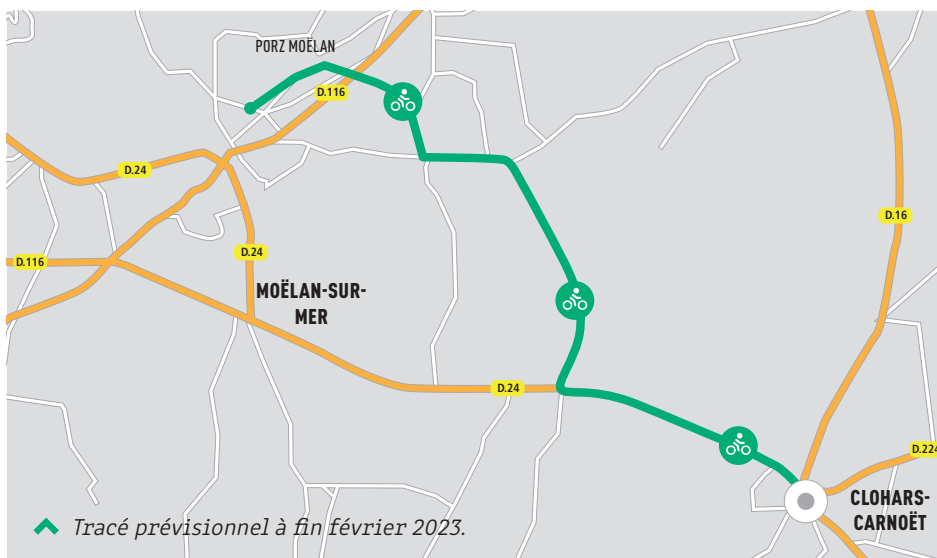 PORZ MOËLAN
D.116
D.24
D.16
D.24
D.116
MOËLAN-SUR-
MER
D.24
D.224
CLOHARS-
CARNOËT
Tracé prévisionnel à fin février 2023.